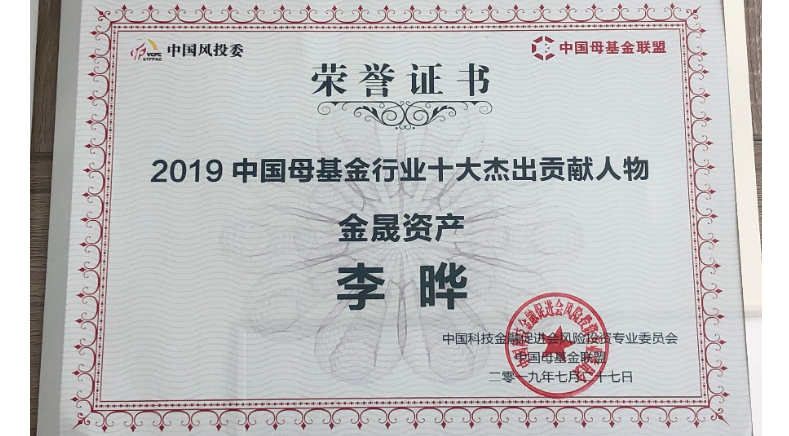 中国风投委
VCPC
STFPAC
中国母基金联盟
荣誉证书
2019 中国母基金行业十大杰出贡献人物
金晟资产
李晔
中国科技金融促进会风险投资专业委员会
中国母基金联盟
二零一九年七月二十七日